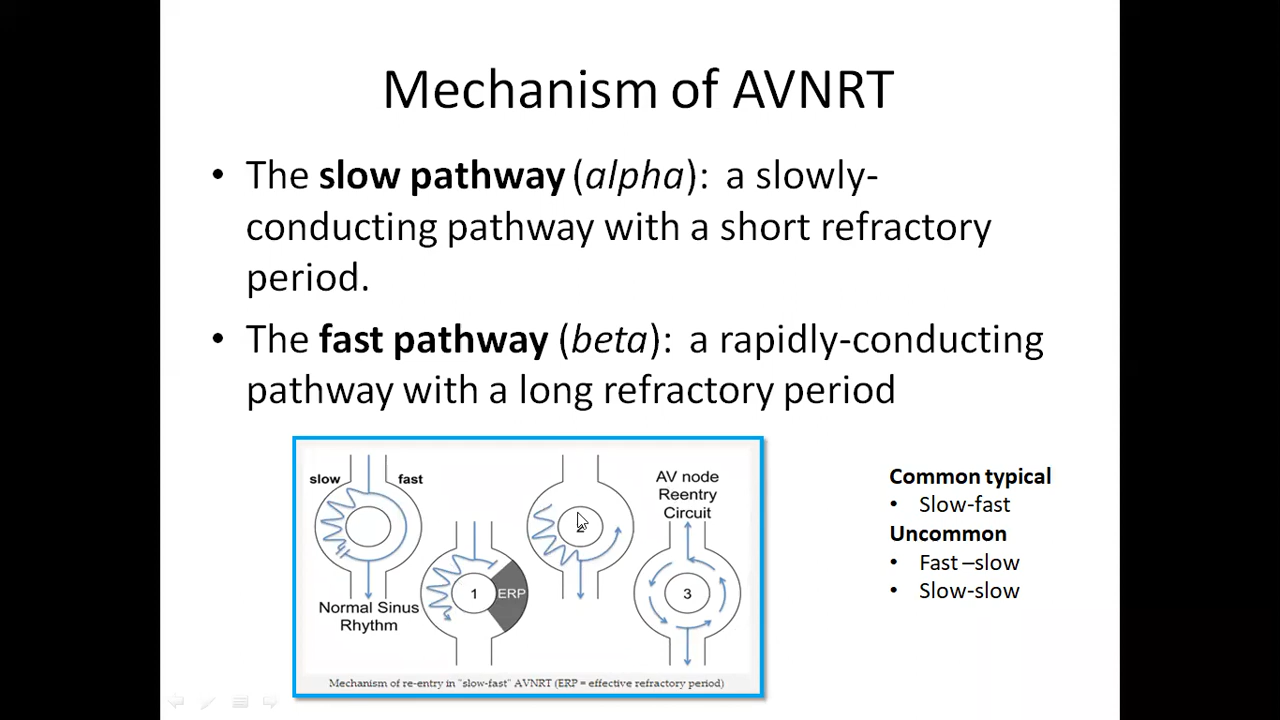 Mechanism of AVNRT
• The slow pathway (alpha): a slowly-
conducting pathway with a short refractory
period.
• The fast pathway (beta): a rapidly-conducting
pathway with a long refractory period
slow
fast
Normal Sinus
Rhythm
1
ERP
2
AV node
Reentry
Circuit
3
Mechanism of re-entry in "slow-fast" AVNRT (ERP = effective refractory period)
Common typical
• Slow-fast
Uncommon
• Fast –slow
• Slow-slow